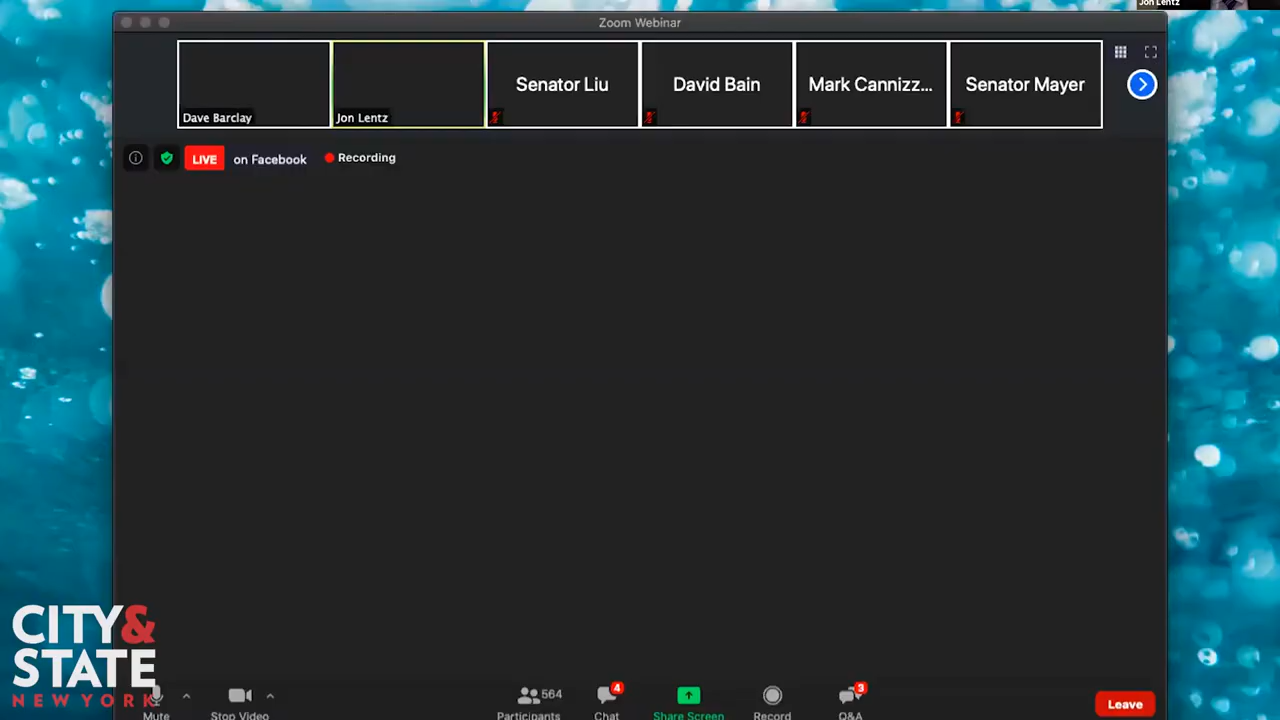 Jon Lentz
Zoom Webinar
Dave Barclay
Jon Lentz
Senator Liu
David Bain
Mark Cannizz...
Senator Mayer
LIVE on Facebook
Recording
CITY&
STATE
NEW YORK
Mute
Stop Video
564
Participants
4
Chat
Share Screen
Record
3
Q&A
Leave